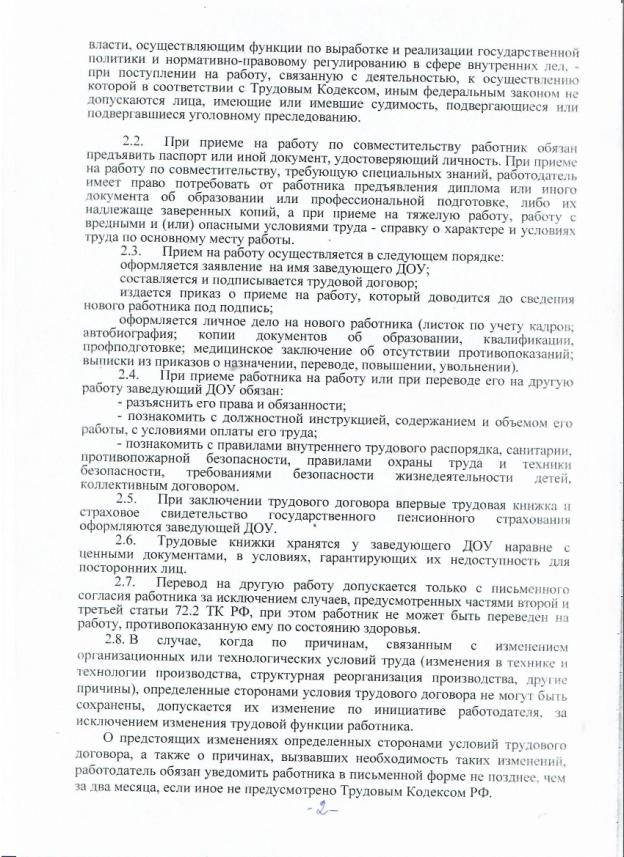 власти, осуществляющим функции по выработке и реализации государственной
политики и нормативно-правовому регулированию в сфере внутренних дел, -
при поступлении на работу, связанную с деятельностью, к осуществлению
которой в соответствии с Трудовым Кодексом, иным федеральным законом не
допускаются лица, имеющие или имевшие судимость, подвергающиеся или
подвергавшиеся уголовному преследованию.
2.2. При приеме на работу по совместительству работник обязан
предъявить паспорт или иной документ, удостоверяющий личность. При приеме
на работу по совместительству, требующую специальных знаний, работодатель
имеет право потребовать от работника предъявления диплома или иного
документа об образовании или профессиональной подготовке, либо их
надлежаще заверенных копий, а при приеме на тяжелую работу, работу с
вредными и (или) опасными условиями труда - справку о характере и условиях
труда по основному месту работы.
2.3. Прием на работу осуществляется в следующем порядке:
оформляется заявление на имя заведующего ДОУ;
составляется и подписывается трудовой договор;
издается приказ о приеме на работу, который доводится до сведения
нового работника под подпись;
оформляется личное дело на нового работника (листок по учету кадров;
автобиография; копии документов об образовании, квалификации,
профподготовке; медицинское заключение об отсутствии противопоказаний;
выписки из приказов о назначении, переводе, повышении, увольнении).
2.4. При приеме работника на работу или при переводе его на другую
работу заведующий ДОУ обязан:
- разъяснить его права и обязанности;
- познакомить с должностной инструкцией, содержанием и объемом его
работы, с условиями оплаты его труда;
- познакомить с правилами внутреннего трудового распорядка, санитарии,
противопожарной безопасности, правилами охраны труда и техники
безопасности, требованиями безопасности жизнедеятельности детей,
коллективным договором.
2.5. При заключении трудового договора впервые трудовая книжка и
страховое свидетельство государственного пенсионного страхования
оформляются заведующей ДОУ.
2.6. Трудовые книжки хранятся у заведующего ДОУ наравне с
ценными документами, в условиях, гарантирующих их недоступность для
посторонних лиц.
2.7. Перевод на другую работу допускается только с письменного
согласия работника за исключением случаев, предусмотренных частями второй и
третьей статьи 72.2 ТК РФ, при этом работник не может быть переведен на
работу, противопоказанную ему по состоянию здоровья.
2.8. В случае, когда по причинам, связанным с изменением
организационных или технологических условий труда (изменения в технике и
технологии производства, структурная реорганизация производства, другие
причины), определенные сторонами условия трудового договора не могут быть
сохранены, допускается их изменение по инициативе работодателя, за
исключением изменения трудовой функции работника.
О предстоящих изменениях определенных сторонами условий трудового
договора, а также о причинах, вызвавших необходимость таких изменений,
работодатель обязан уведомить работника в письменной форме не позднее, чем
за два месяца, если иное не предусмотрено Трудовым Кодексом РФ.
- 2 -